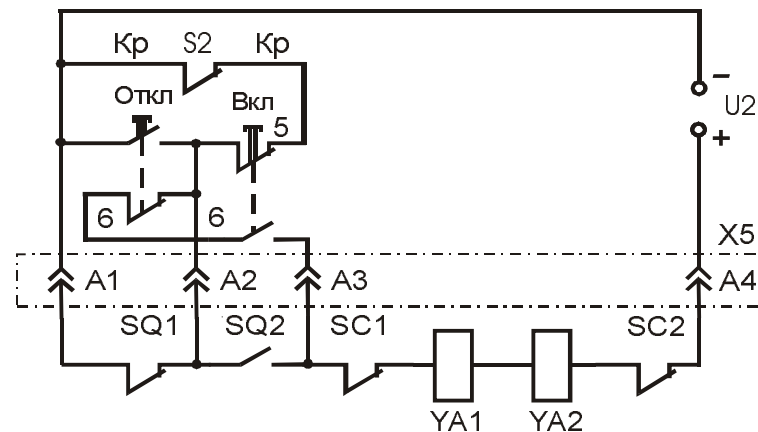 Кр S2 Кр
Откл Вкл
5
− U2
+
6 6
X5
A1 A2 A3 A4
SQ1 SQ2 SC1 SC2
YA1 YA2